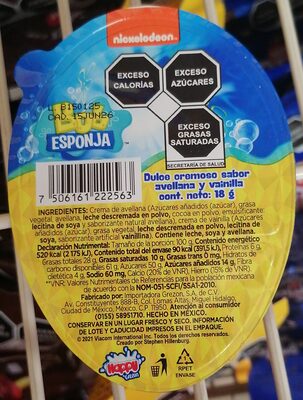 nickelodeon
EXCESO CALORÍAS
EXCESO AZÚCARES
EXCESO GRASAS SATURADAS
SECRETARÍA DE SALUD
L B150125
CAD. 15JUN26
BOB
ESPONJA
Dulce cremoso sabor
avellana y vainilla
cont. neto: 18 g
7 506161 222563
INGREDIENTES: Crema de avellana (Azúcares añadidos (azúcar), grasa
vegetal, avellana, leche descremada en polvo, cocoa en polvo, emulsificante
lecitina de soya y saborizante natural avellana), crema de vainilla (Azúcares
añadidos (azúcar), grasa vegetal, leche descremada en polvo, lecitina de
soya, saborizante artificial vainillina). Contiene leche, soya y avellana.
Declaración Nutrimental: Tamaño de la porción: 100 g. Contenido energético
520 Kcal (2 175 kJ), Contenido total del envase 90 kcal (391,5 kJ), Proteínas 6 g,
Grasas totales 28 g, Grasas saturadas 10 g, Grasas trans 0 mg, Hidratos de
carbono disponibles 61 g, Azúcares 50 g, Azúcares añadidos 14 g, Fibra
dietética 4 g, Sodio 60 mg, Calcio (20% de VNR), Hierro (15% de VNR).
**VNR: Valores Nutrimentales de Referencia para la población mexicana
de acuerdo con la NOM-051-SCFI/SSA1-2010
Fabricado por: Importadora Grezon, S.A. de C.V.
Av. Constituyentes 888-B, Col. Lomas Altas, Miguel Hidalgo,
Ciudad de México, México, C.P. 11950. Atención al consumidor
(0155) 58951710. HECHO EN MÉXICO.
CONSERVAR EN UN LUGAR FRESCO Y SECO. INFORMACIÓN
DE LOTE Y CADUCIDAD IMPRESOS EN EL EMPAQUE.
© 2021 Viacom International Inc. Todos los derechos reservados.
Creado por Stephen Hillenburg.
Happy
RPET
ENVASE